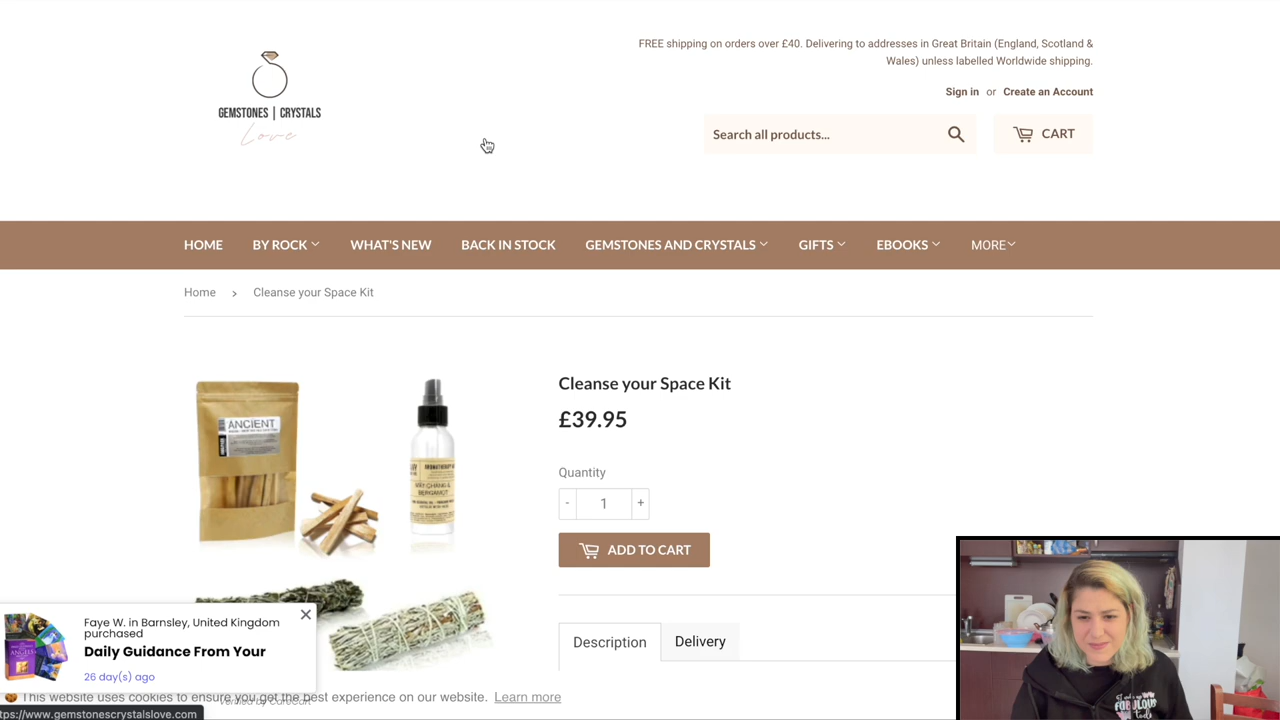 FREE shipping on orders over £40. Delivering to addresses in Great Britain (England, Scotland &
Wales) unless labelled Worldwide shipping.
GEMSTONES | CRYSTALS
Love
Sign in or Create an Account
Search all products...
CART
HOME
BY ROCK
WHAT'S NEW
BACK IN STOCK
GEMSTONES AND CRYSTALS
GIFTS
EBOOKS
MORE
Home › Cleanse your Space Kit
ANCIENT
AROMATHERAPY
MAY CHANG &
BERGAMOT
Cleanse your Space Kit
£39.95
Quantity
- 1 +
ADD TO CART
Description
Delivery
Faye W. in Barnsley, United Kingdom
purchased
Daily Guidance From Your
26 day(s) ago
This website uses cookies to ensure you get the best experience on our website. Learn more
Verified by CareCart
tps://www.gemstonescrystalslove.com
FABULOUS